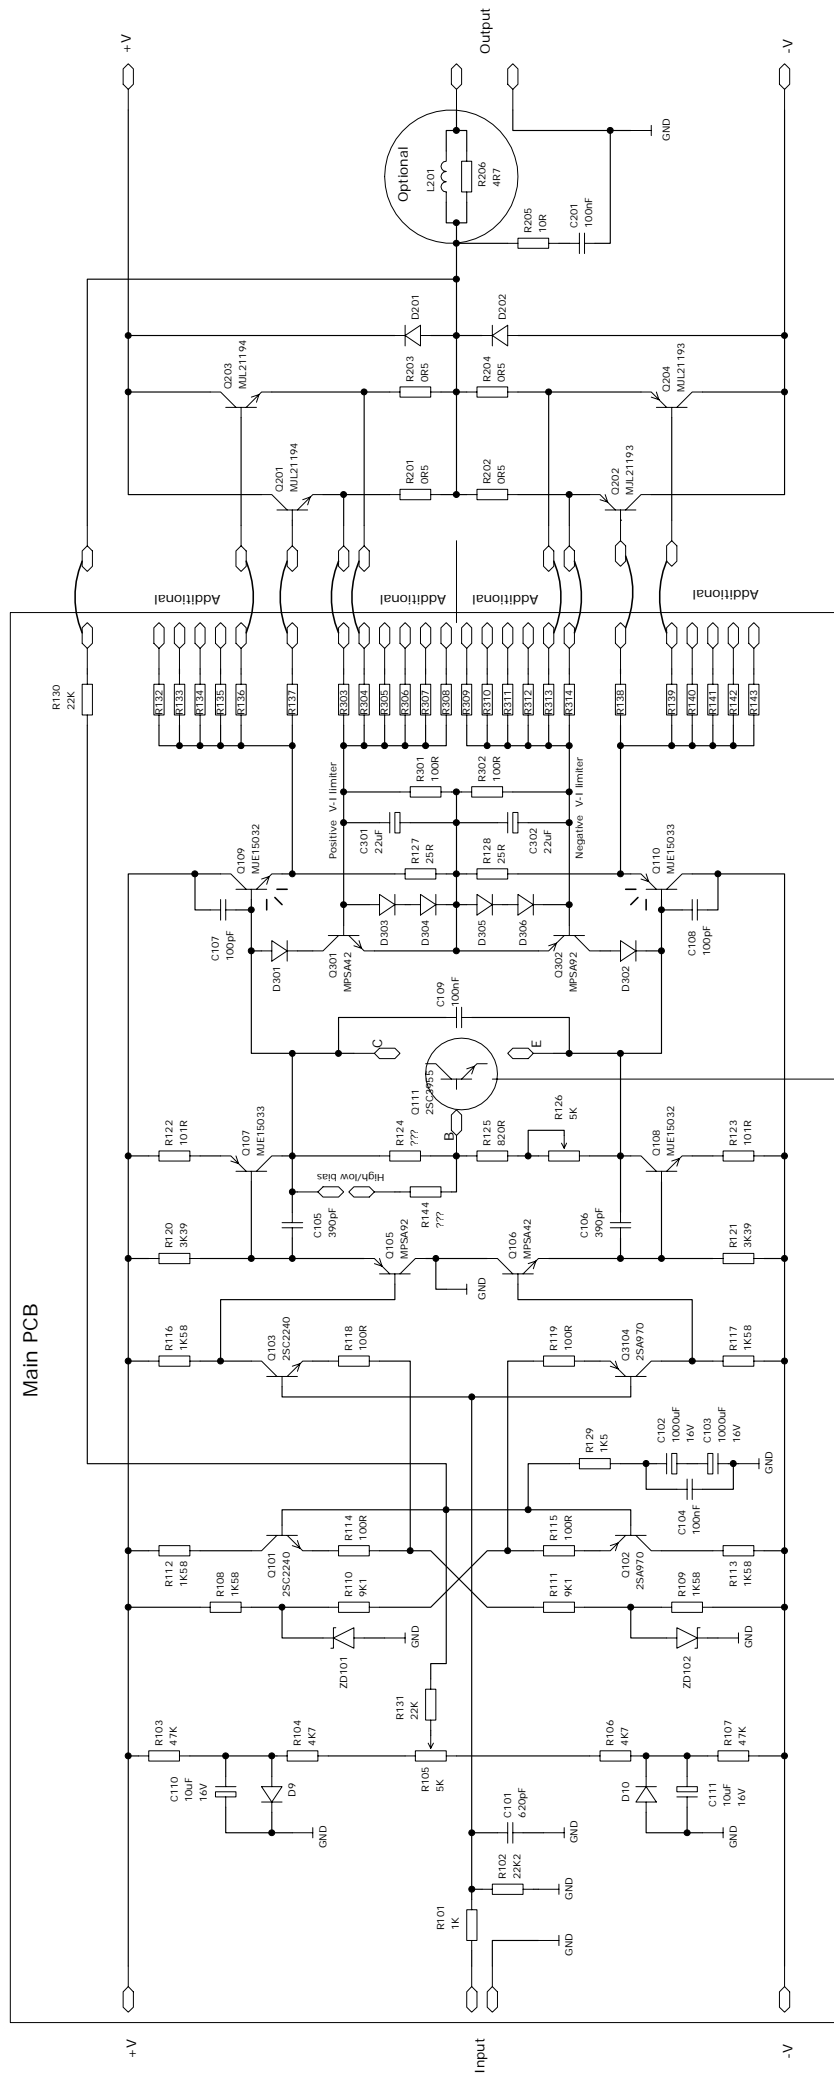 Main PCB
+V
Input
-V
R101
1K
R102
22K2
GND
GND
C101
620pF
GND
R103
47K
C110
10uF
16V
D9
GND
R104
4K7
R105
5K
R131
22K
R106
4K7
D10
C111
10uF
16V
GND
R107
47K
R108
1K58
R110
9K1
ZD101
GND
R111
9K1
R109
1K58
ZD102
GND
R112
1K58
Q101
2SC2240
R114
100R
R115
100R
Q102
2SA970
R113
1K58
R129
1K5
C102
1000uF
16V
C103
1000uF
16V
C104
100nF
GND
R116
1K58
Q103
2SC2240
R118
100R
R119
100R
Q3104
2SA970
R117
1K58
R120
3K39
C105
390pF
Q105
MPSA92
GND
Q106
MPSA42
C106
390pF
R121
3K39
R122
101R
Q107
MJE15033
High/low bias
R144
???
R124
???
R125
820R
R126
5K
Q108
MJE15032
R123
101R
B
C
E
Q111
2SC3955
C109
100nF
C107
100pF
D301
Q301
MPSA42
Q302
MPSA92
D302
C108
100pF
Q109
MJE15032
D303
D304
D305
D306
R127
25R
R128
25R
Q110
MJE15033
Positive V-I limiter
C301
22uF
C302
22uF
Negative V-I limiter
R301
100R
R302
100R
R130
22K
R132
R133
R134
R135
R136
R137
R303
R304
R305
R306
R307
R308
R309
R310
R311
R312
R313
R314
R138
R139
R140
R141
R142
R143
Additional
Additional
Additional
Additional
Q201
MJL21194
R201
0R5
R202
0R5
Q202
MJL21193
Q203
MJL21194
R203
0R5
R204
0R5
Q204
MJL21193
D201
D202
Optional
L201
R206
4R7
R205
10R
C201
100nF
GND
+V
Output
-V